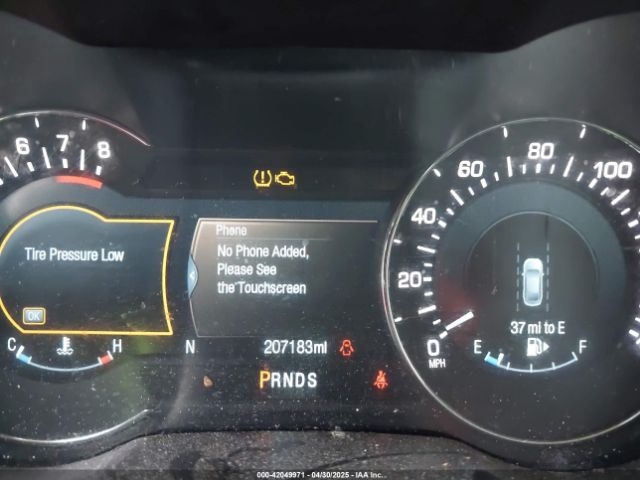 6 7 8
Tire Pressure Low
OK
C H
Phone
No Phone Added,
Please See
the Touchscreen
N 207183mi
PRNDS
0 20 40 60 80 100
MPH
37 mi to E
E F
000-42049971 - 04/30/2025 - IAA Inc.